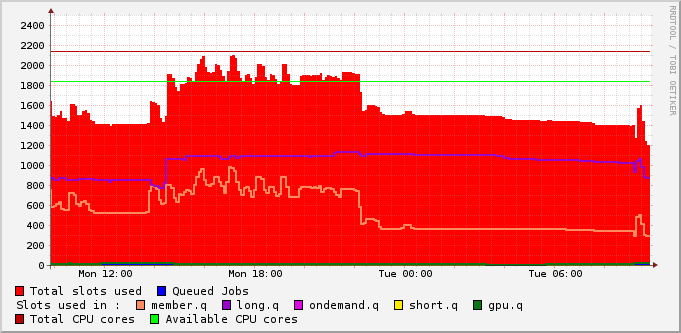 2400
2200
2000
1800
1600
1400
1200
1000
800
600
400
200
0
Mon 12:00 Mon 18:00 Tue 00:00 Tue 06:00
RRDTOOL / TOBI OETIKER
Total slots used Queued Jobs
Slots used in : member.q long.q ondemand.q short.q gpu.q
Total CPU cores Available CPU cores